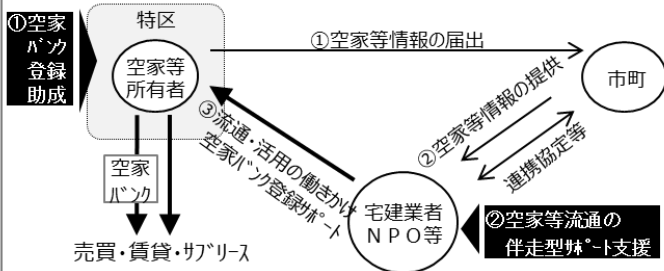 ①空家
ﾊﾞﾝｸ
登録
助成
特区
空家等
所有者
①空家等情報の届出
市町
②空家等情報の提供
連携協定等
③流通・活用の働きかけ
空家ﾊﾞﾝｸ登録ｻﾎﾟｰﾄ
空家
ﾊﾞﾝｸ
宅建業者
ＮＰＯ等
②空家等流通の
伴走型ｻﾎﾟｰﾄ支援
売買・賃貸・ｻﾌﾞﾘｰｽ